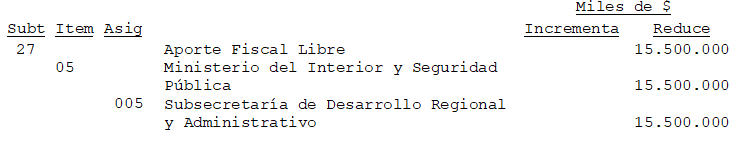 Miles de $
Subt Item Asig Incrementa Reduce
27 Aporte Fiscal Libre 15.500.000
05 Ministerio del Interior y Seguridad
Pública 15.500.000
005 Subsecretaría de Desarrollo Regional
y Administrativo 15.500.000